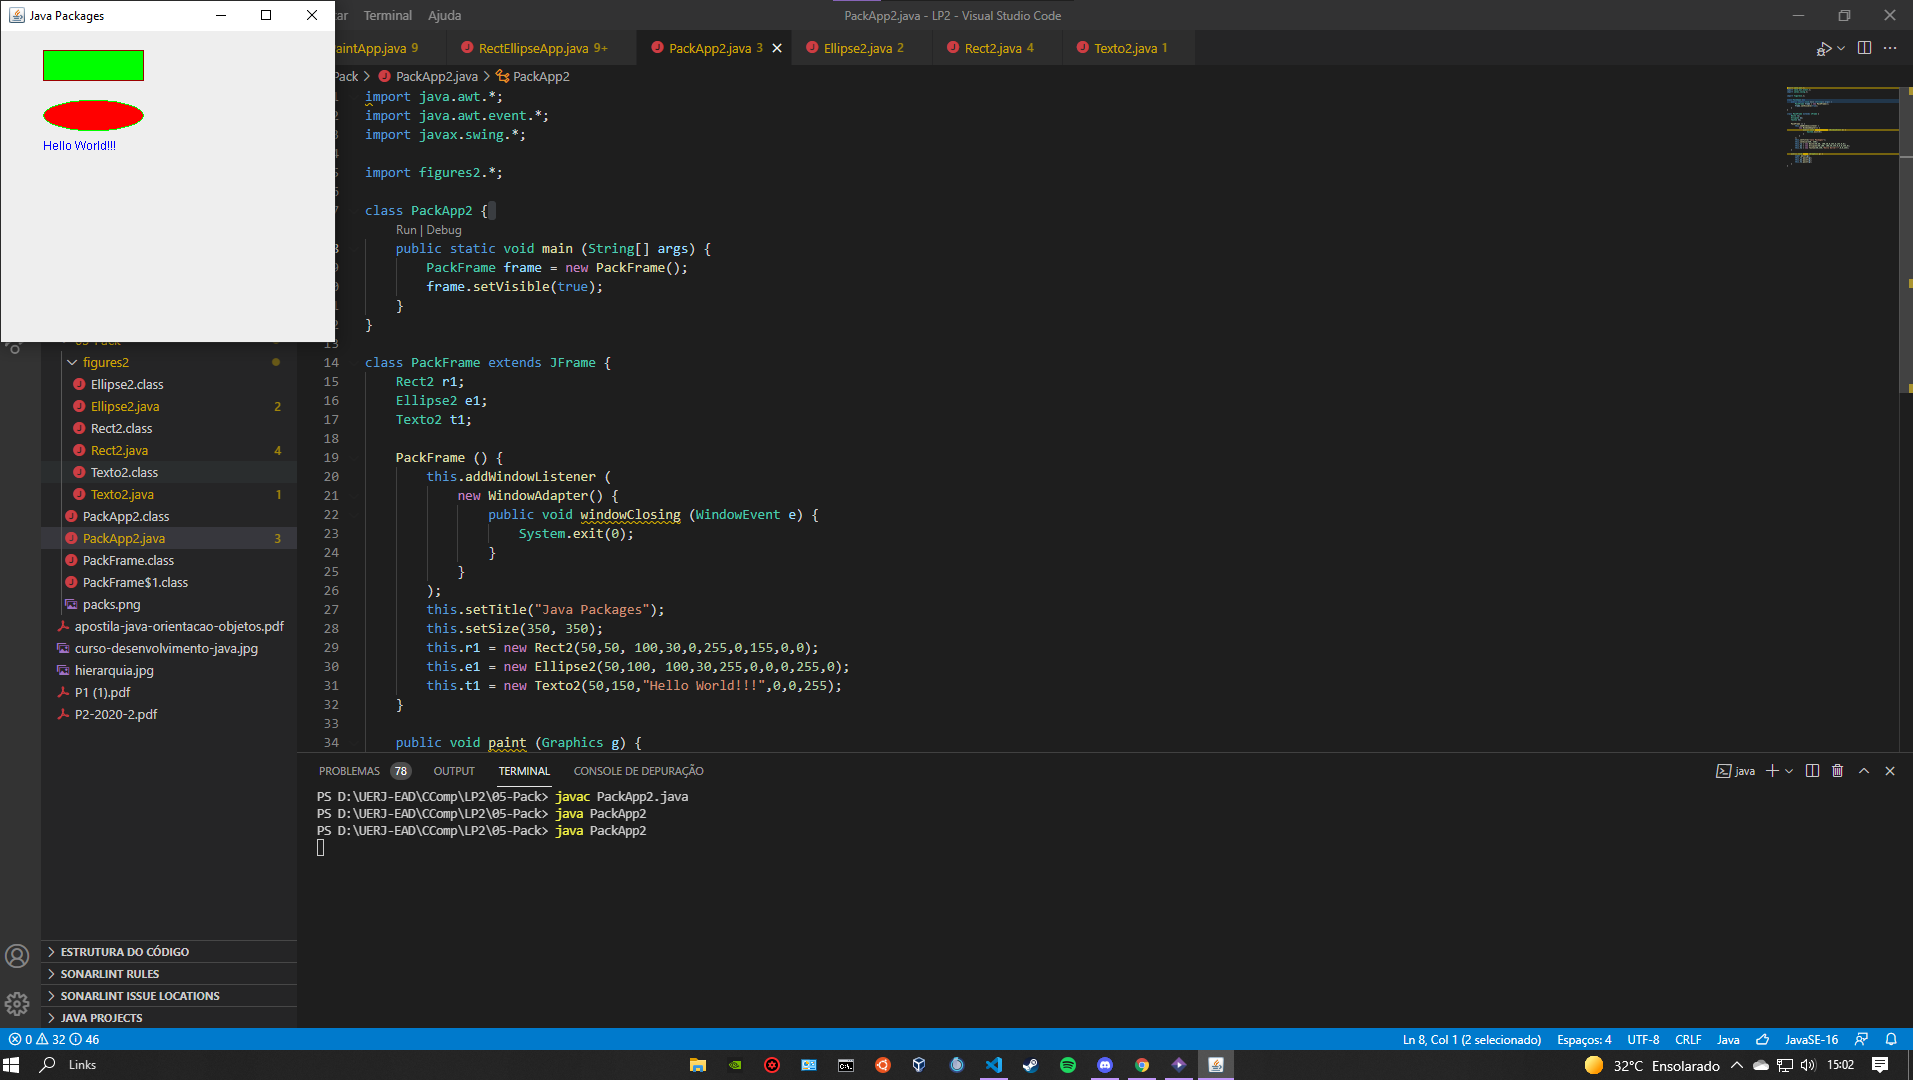 Java Packages
Hello World!!!
Terminal Ajuda
PackApp2.java - LP2 - Visual Studio Code
aintApp.java 9
RectEllipseApp.java 9+
PackApp2.java 3
Ellipse2.java 2
Rect2.java 4
Texto2.java 1
Pack > PackApp2.java > PackApp2
import java.awt.*;
import java.awt.event.*;
import javax.swing.*;
import figures2.*;
class PackApp2 {
Run | Debug
public static void main (String[] args) {
PackFrame frame = new PackFrame();
frame.setVisible(true);
}
}
13
14 class PackFrame extends JFrame {
15 Rect2 r1;
16 Ellipse2 e1;
17 Texto2 t1;
18
19 PackFrame () {
20 this.addWindowListener (
21 new WindowAdapter() {
22 public void windowClosing (WindowEvent e) {
23 System.exit(0);
24 }
25 }
26 );
27 this.setTitle("Java Packages");
28 this.setSize(350, 350);
29 this.r1 = new Rect2(50,50, 100,30,0,255,0,155,0,0);
30 this.e1 = new Ellipse2(50,100, 100,30,255,0,0,0,255,0);
31 this.t1 = new Texto2(50,150,"Hello World!!!",0,0,255);
32 }
33
34 public void paint (Graphics g) {
figures2
Ellipse2.class
Ellipse2.java 2
Rect2.class
Rect2.java 4
Texto2.class
Texto2.java 1
PackApp2.class
PackApp2.java 3
PackFrame.class
PackFrame$1.class
packs.png
apostila-java-orientacao-objetos.pdf
curso-desenvolvimento-java.jpg
hierarquia.jpg
P1 (1).pdf
P2-2020-2.pdf
ESTRUTURA DO CÓDIGO
SONARLINT RULES
SONARLINT ISSUE LOCATIONS
JAVA PROJECTS
PROBLEMAS 78 OUTPUT TERMINAL CONSOLE DE DEPURAÇÃO
java
PS D:\UERJ-EAD\CComp\LP2\05-Pack> javac PackApp2.java
PS D:\UERJ-EAD\CComp\LP2\05-Pack> java PackApp2
PS D:\UERJ-EAD\CComp\LP2\05-Pack> java PackApp2
0 32 46
Ln 8, Col 1 (2 selecionado) Espaços: 4 UTF-8 CRLF Java JavaSE-16
Links
32°C Ensolarado 15:02